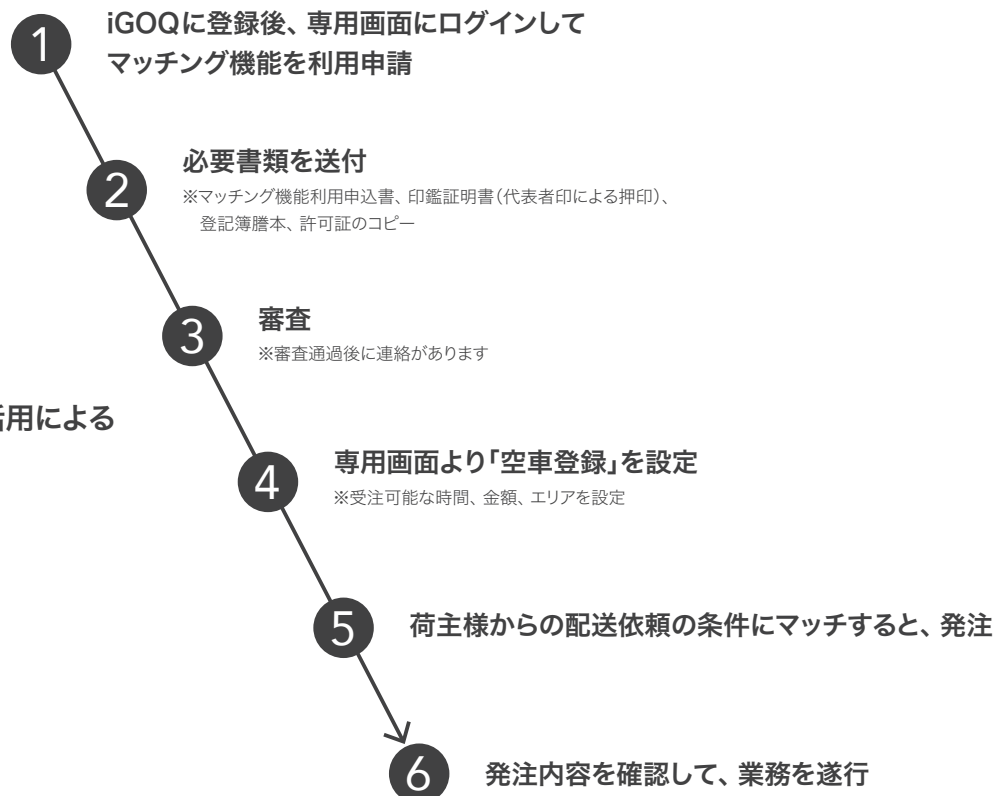 1
iGOQに登録後、専用画面にログインして
マッチング機能を利用申請
2
必要書類を送付
※マッチング機能利用申込書、印鑑証明書(代表者印による押印)、
登記簿謄本、許可証のコピー
3
審査
※審査通過後に連絡があります
用による
4
専用画面より「空車登録」を設定
※受注可能な時間、金額、エリアを設定
5
荷主様からの配送依頼の条件にマッチすると、発注
6
発注内容を確認して、業務を遂行